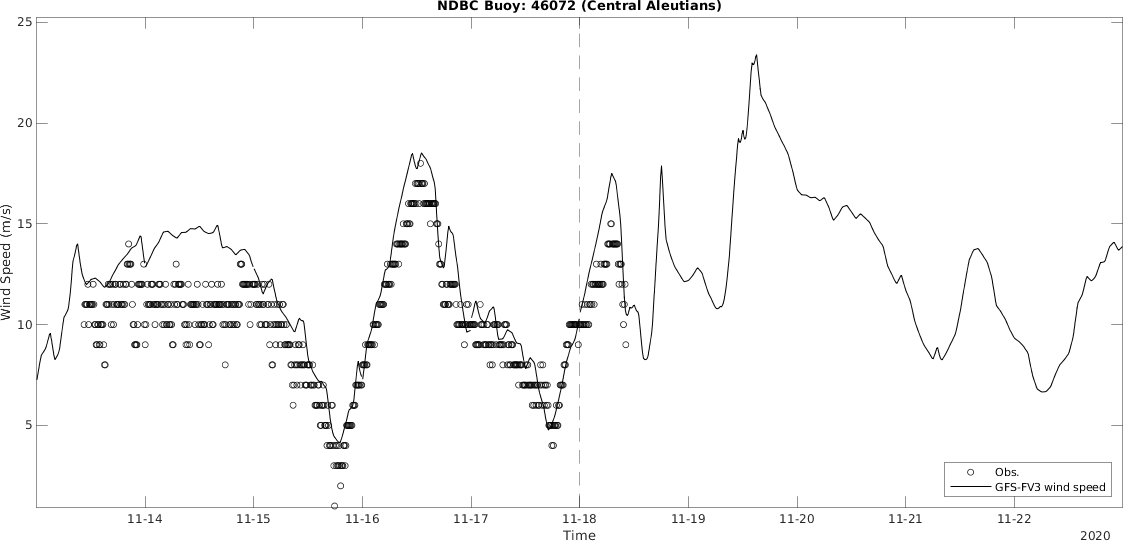 NDBC Buoy: 46072 (Central Aleutians)
25
20
15
10
5
Wind Speed (m/s)
Obs.
GFS-FV3 wind speed
11-14 11-15 11-16 11-17 11-18 11-19 11-20 11-21 11-22
Time
2020